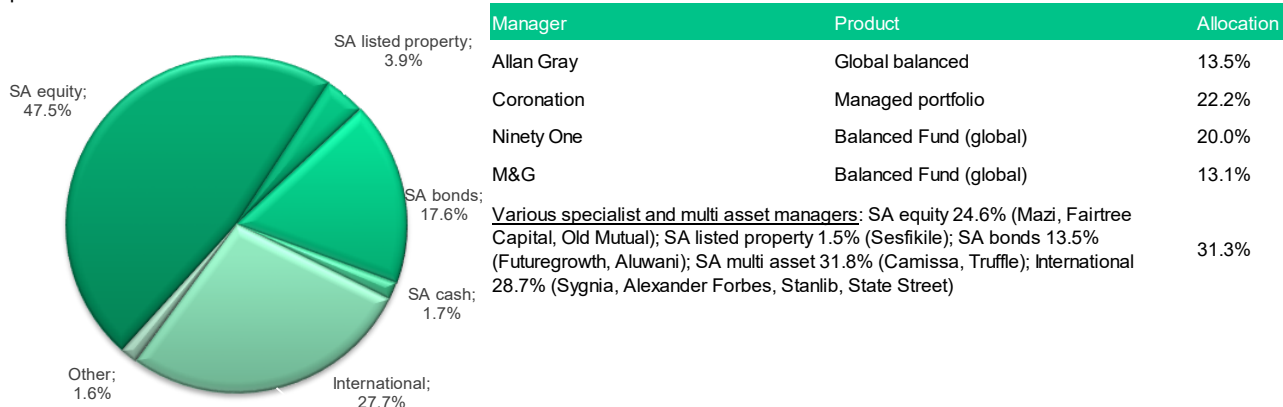 SA listed property;
3.9%
SA equity;
47.5%
SA bonds;
17.6%
SA cash;
1.7%
International;
27.7%
Other;
1.6%
Manager Product Allocation
Allan Gray Global balanced 13.5%
Coronation Managed portfolio 22.2%
Ninety One Balanced Fund (global) 20.0%
M&G Balanced Fund (global) 13.1%
Various specialist and multi asset managers: SA equity 24.6% (Mazi, Fairtree
Capital, Old Mutual); SA listed property 1.5% (Sesfikile); SA bonds 13.5%
(Futuregrowth, Aluwani); SA multi asset 31.8% (Camissa, Truffle); International
28.7% (Sygnia, Alexander Forbes, Stanlib, State Street)
31.3%